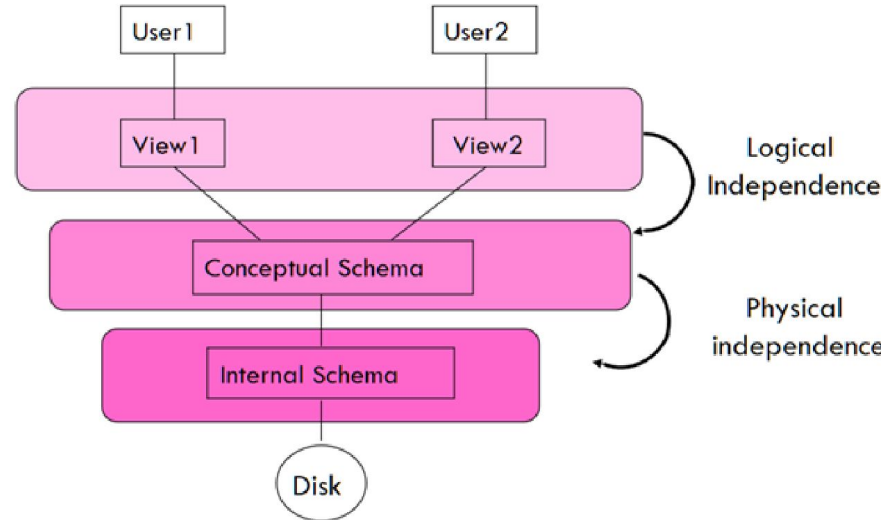 User1
User2
View1
View2
Logical
Independence
Conceptual Schema
Physical
independence
Internal Schema
Disk